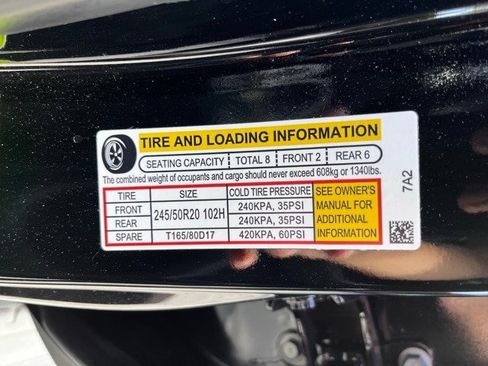 TIRE AND LOADING INFORMATION
SEATING CAPACITY TOTAL 8 FRONT 2 REAR 6
The combined weight of occupants and cargo should never exceed 608kg or 1340lbs.
TIRE SIZE COLD TIRE PRESSURE
FRONT 245/50R20 102H 240KPA, 35PSI
REAR 240KPA, 35PSI
SPARE T165/80D17 420KPA, 60PSI
SEE OWNER'S
MANUAL FOR
ADDITIONAL
INFORMATION
7A2